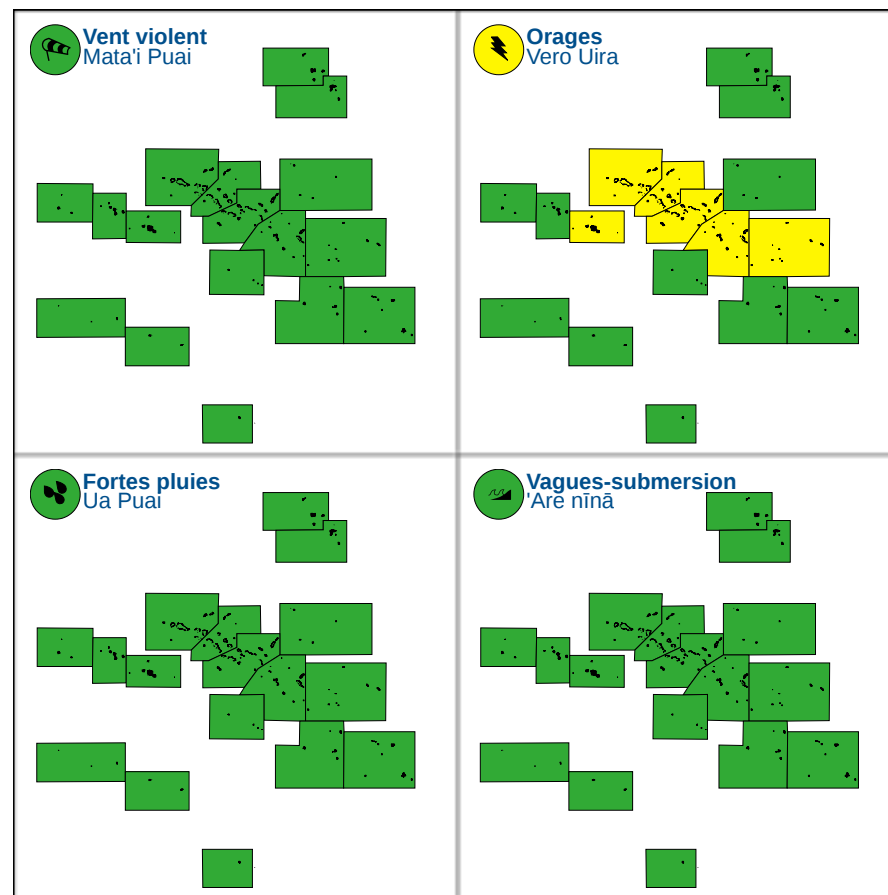 Vent violent
Mata'i Puai
Orages
Vero Uira
Fortes pluies
Ua Puai
Vagues-submersion
'Are nīnā